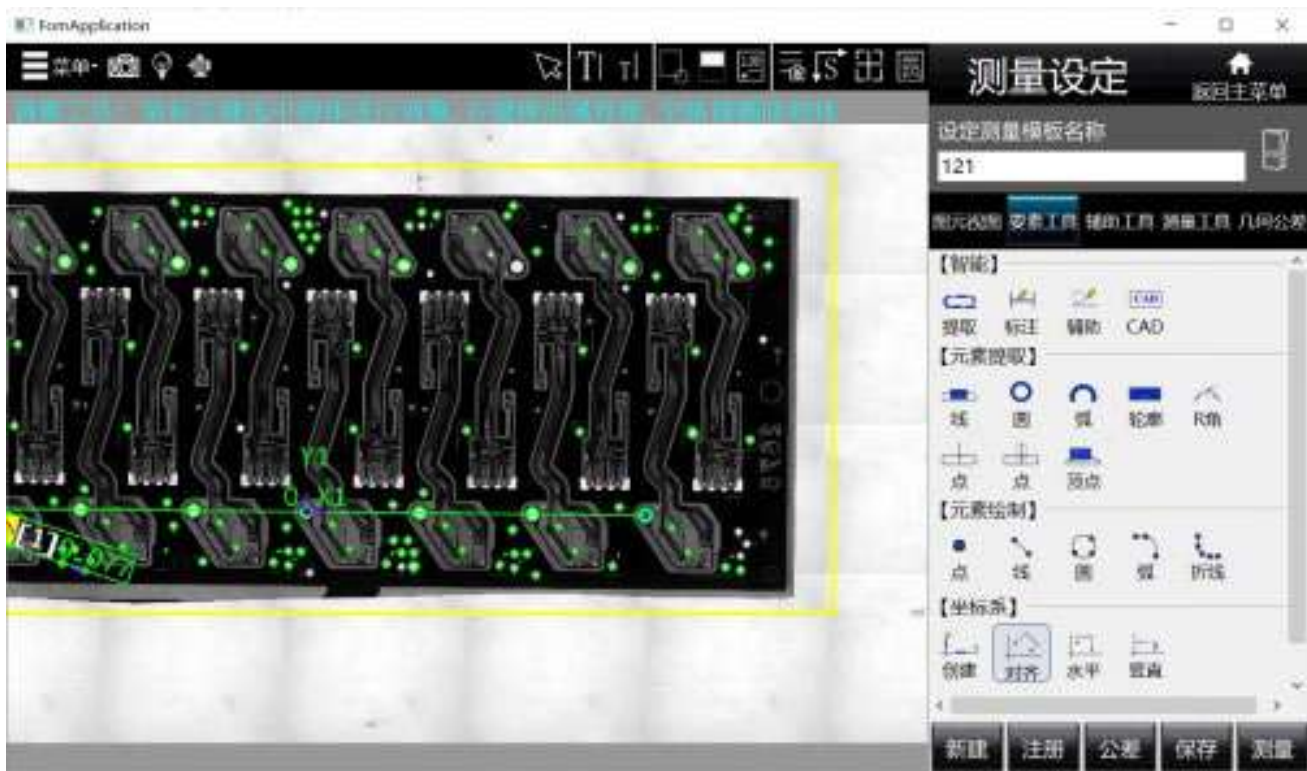 FomApplication
菜单
测量设定
返回主菜单
设定测量模板名称
121
图元视图 要素工具 辅助工具 测量工具 几何公差
【智能】
提取 标注 辅助 CAD
【元素提取】
线 圆 弧 轮廓 R角
点 点 顶点
【元素绘制】
点 线 圆 弧 折线
【坐标系】
创建 对齐 水平 竖直
新建 注册 公差 保存 测量
Y1
O X1
[1]